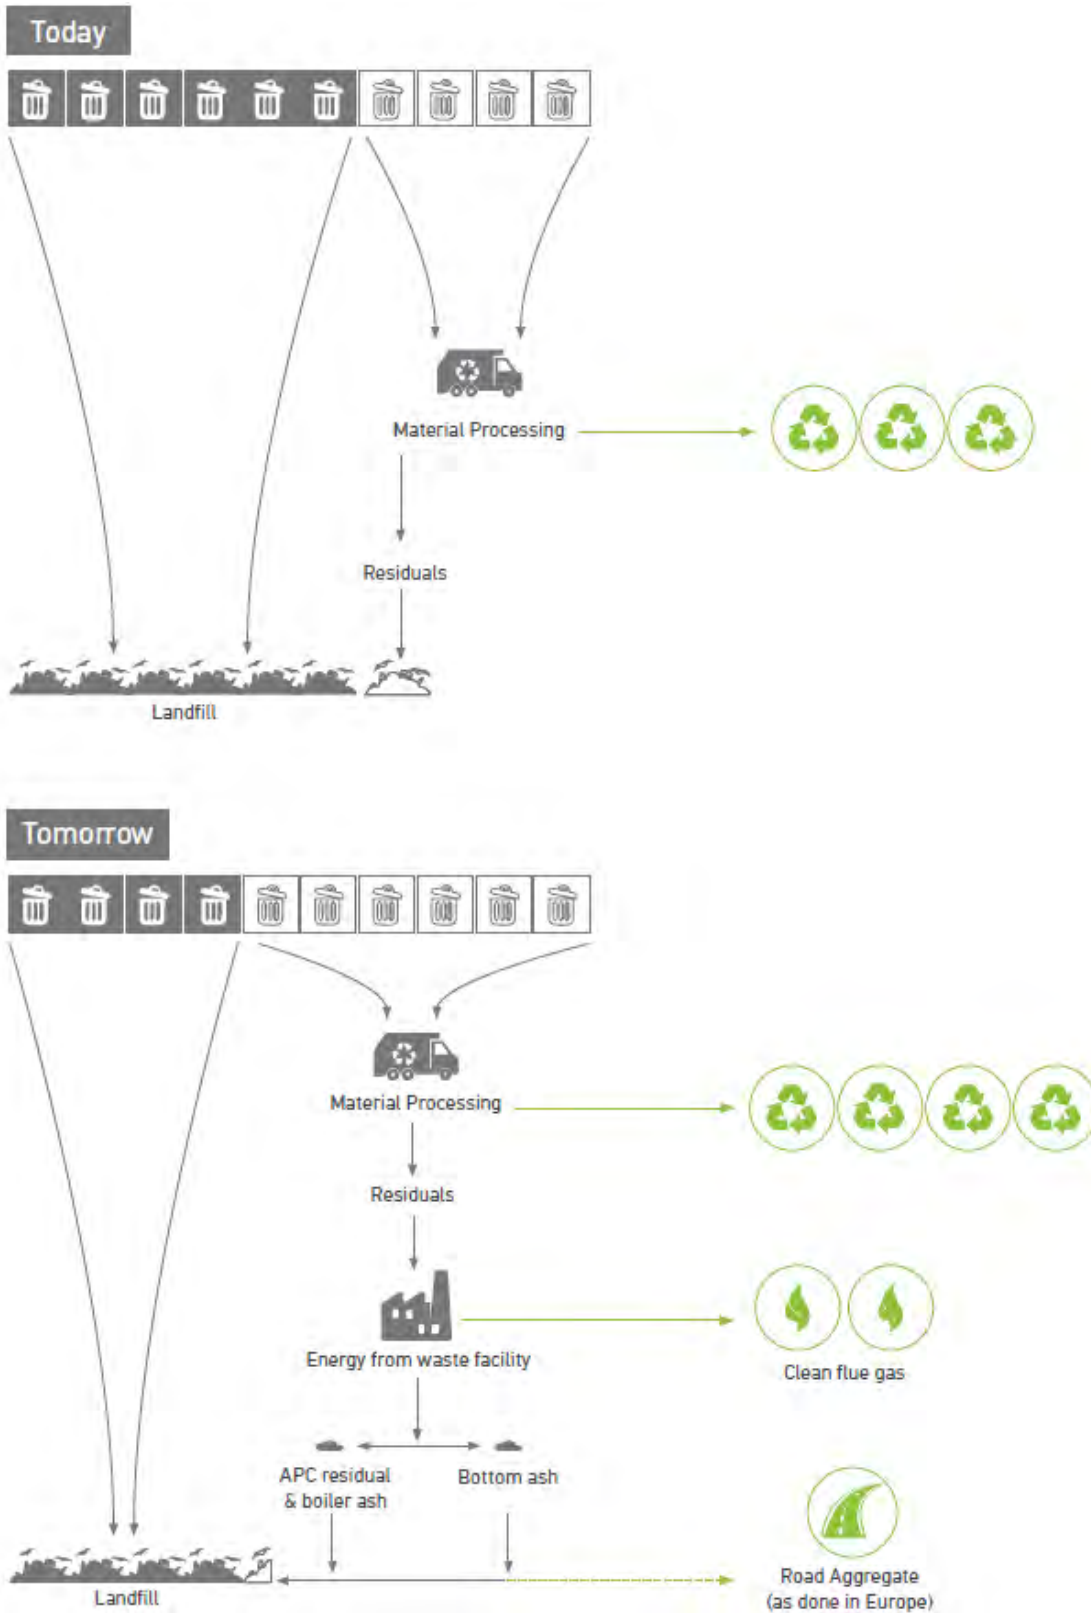 Today
Material Processing
Residuals
Landfill
Tomorrow
Material Processing
Residuals
Energy from waste facility
Clean flue gas
APC residual
& boiler ash
Bottom ash
Landfill
Road Aggregate
(as done in Europe)